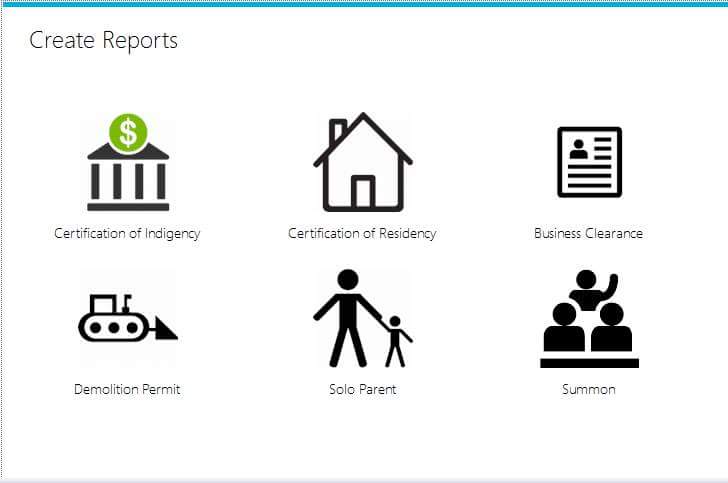 Create Reports
$
Certification of Indigency
Certification of Residency
Business Clearance
Demolition Permit
Solo Parent
Summon